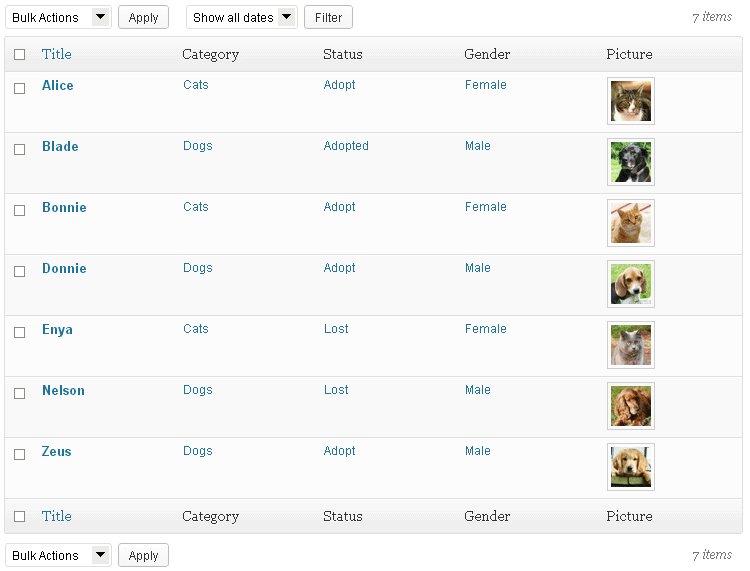 Bulk Actions Apply Show all dates Filter 7 items
Title Category Status Gender Picture
Alice Cats Adopt Female
Blade Dogs Adopted Male
Bonnie Cats Adopt Female
Donnie Dogs Adopt Male
Enya Cats Lost Female
Nelson Dogs Lost Male
Zeus Dogs Adopt Male
Title Category Status Gender Picture
Bulk Actions Apply 7 items